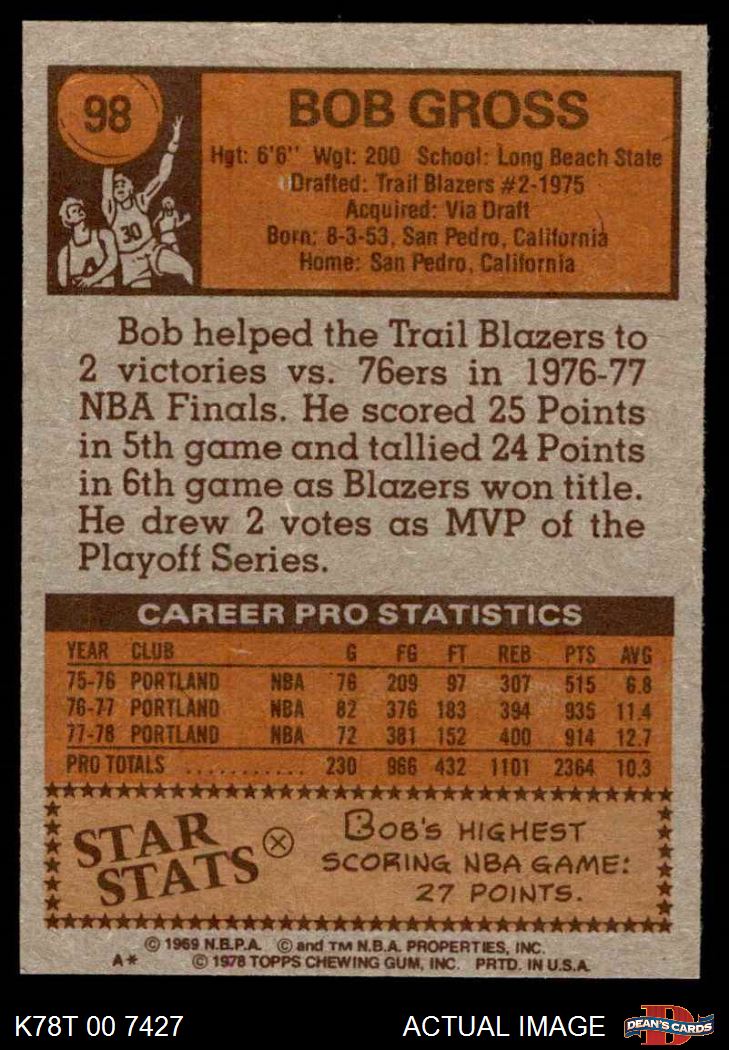 98
BOB GROSS
Hgt: 6'6" Wgt: 200 School: Long Beach State
Drafted: Trail Blazers #2-1975
Acquired: Via Draft
Born: 8-3-53, San Pedro, California
Home: San Pedro, California
30
Bob helped the Trail Blazers to
2 victories vs. 76ers in 1976-77
NBA Finals. He scored 25 Points
in 5th game and tallied 24 Points
in 6th game as Blazers won title.
He drew 2 votes as MVP of the
Playoff Series.
CAREER PRO STATISTICS
YEAR CLUB G FG FT REB PTS AVG
75-76 PORTLAND NBA 76 209 97 307 515 6.8
76-77 PORTLAND NBA 82 376 183 394 935 11.4
77-78 PORTLAND NBA 72 381 152 400 914 12.7
PRO TOTALS ........... 230 966 432 1101 2364 10.3
STAR STATS
BOB'S HIGHEST
SCORING NBA GAME:
27 POINTS.
© 1969 N.B.P.A. © and TM N.B.A. PROPERTIES, INC.
A* © 1978 TOPPS CHEWING GUM, INC. PRTD. IN U.S.A.
K78T 00 7427 ACTUAL IMAGE DEAN'S CARDS